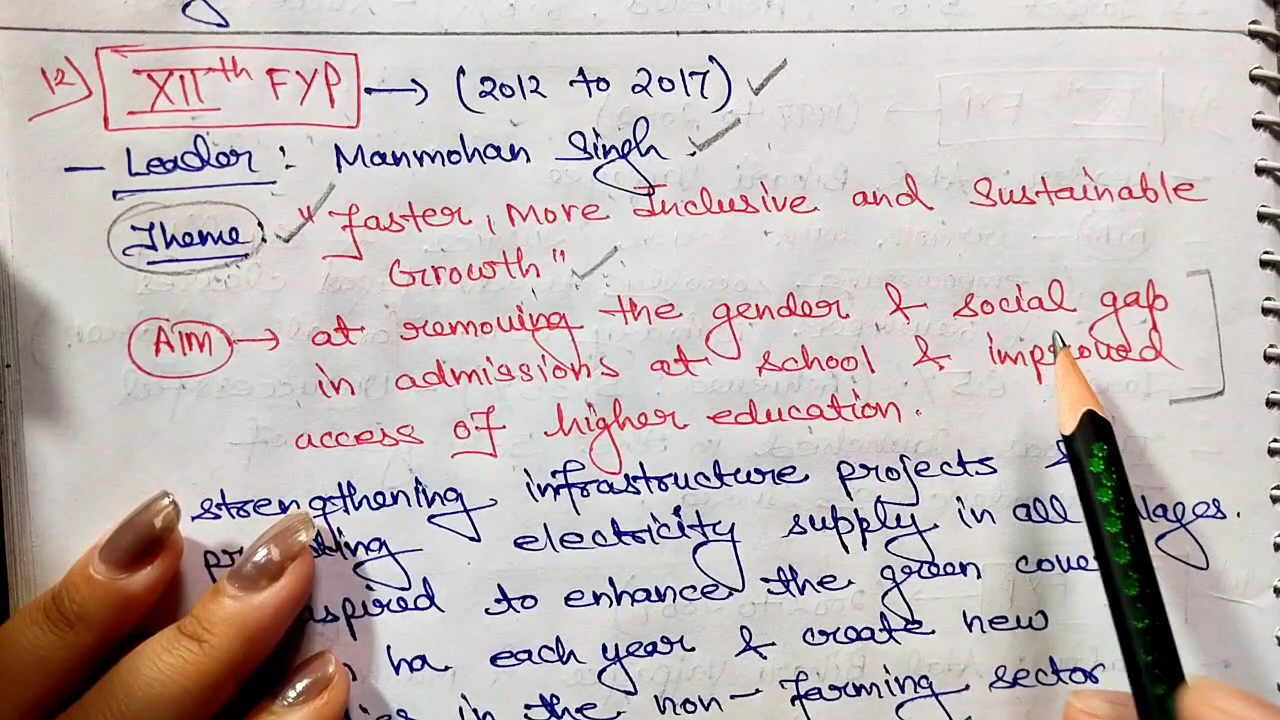 12) XIIth FYP → (2012 to 2017) ✓
– Leader: Manmohan Singh. ✓
Theme: ✓ "faster, More Inclusive and Sustainable
Growth" ✓
AIM → at removing the gender & social gap
in admissions at school & improved
access of higher education.
strengthening infrastructure projects
electricity supply in all
aspired to enhance the green
ha each year & create new
in the non-farming sector